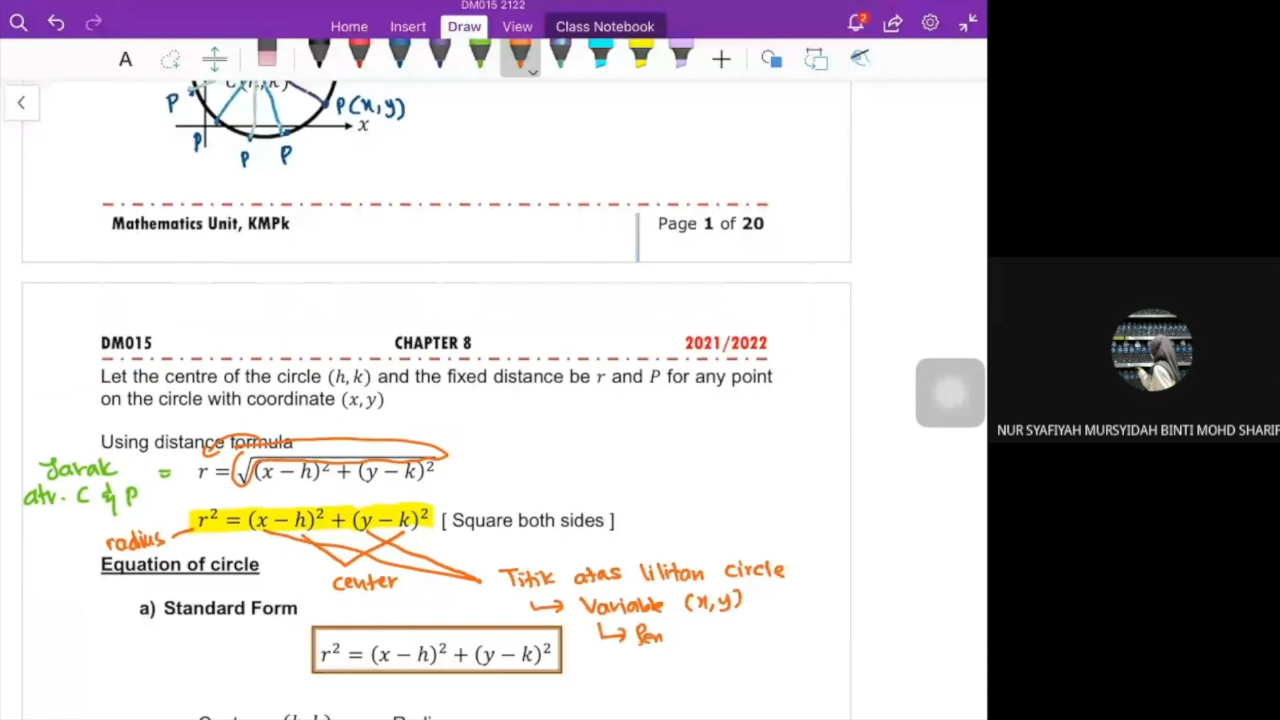 DM015 2122
Home Insert Draw View Class Notebook
2
A
P
P(x,y)
x
P
P
P
Mathematics Unit, KMPk
Page 1 of 20
DM015 CHAPTER 8 2021/2022
Let the centre of the circle (h, k) and the fixed distance be r and P for any point
on the circle with coordinate (x, y)
Using distance formula
Jarak = r = √(x − h)² + (y − k)²
atr. C & P
r² = (x − h)² + (y − k)² [ Square both sides ]
radius
Equation of circle
center
Titik atas lilitan circle
↳ Variable (x,y)
↳ Pen
a) Standard Form
r² = (x − h)² + (y − k)²
NUR SYAFIYAH MURSYIDAH BINTI MOHD SHARIF